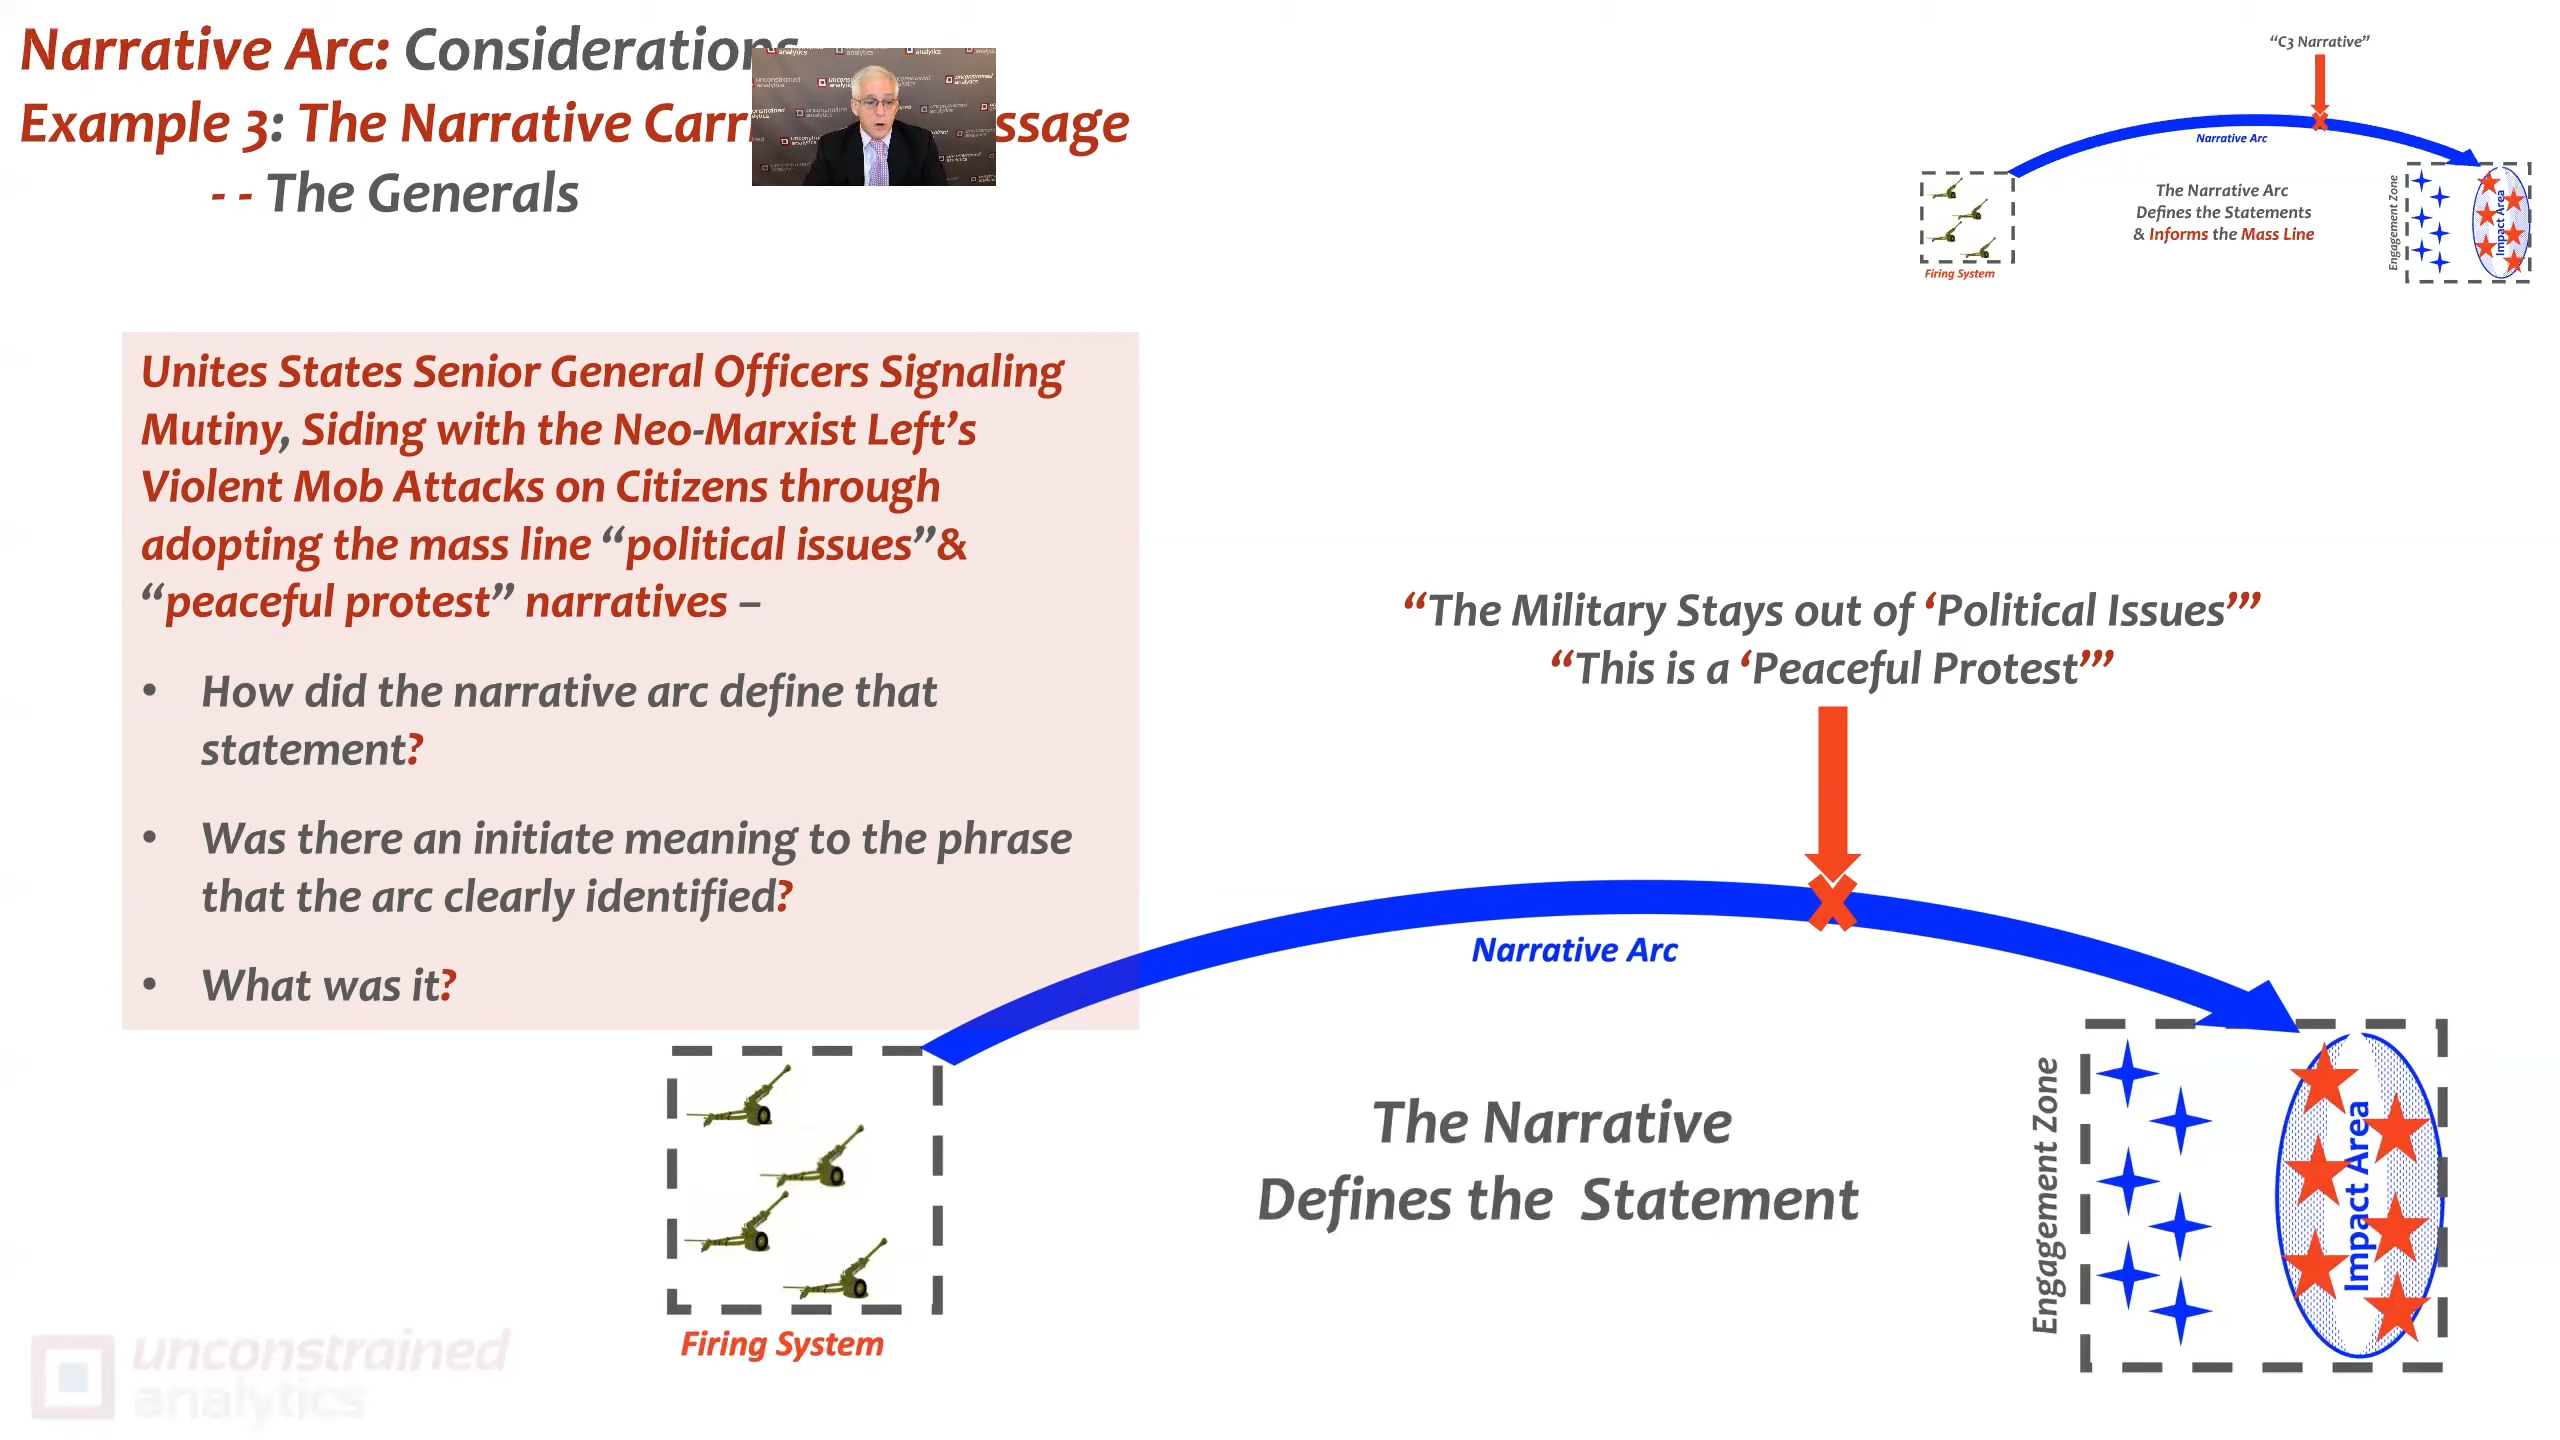 Narrative Arc: Considerations
Example 3: The Narrative Carr ssage
- - The Generals
"C3 Narrative"
Narrative Arc
The Narrative Arc
Defines the Statements
& Informs the Mass Line
Firing System
Engagement Zone
Impact Area
Unites States Senior General Officers Signaling
Mutiny, Siding with the Neo-Marxist Left's
Violent Mob Attacks on Citizens through
adopting the mass line “political issues”&
“peaceful protest” narratives –
• How did the narrative arc define that
statement?
• Was there an initiate meaning to the phrase
that the arc clearly identified?
• What was it?
“The Military Stays out of ‘Political Issues’”
“This is a ‘Peaceful Protest’”
Narrative Arc
The Narrative
Defines the Statement
Firing System
Engagement Zone
Impact Area
unconstrained
analytics